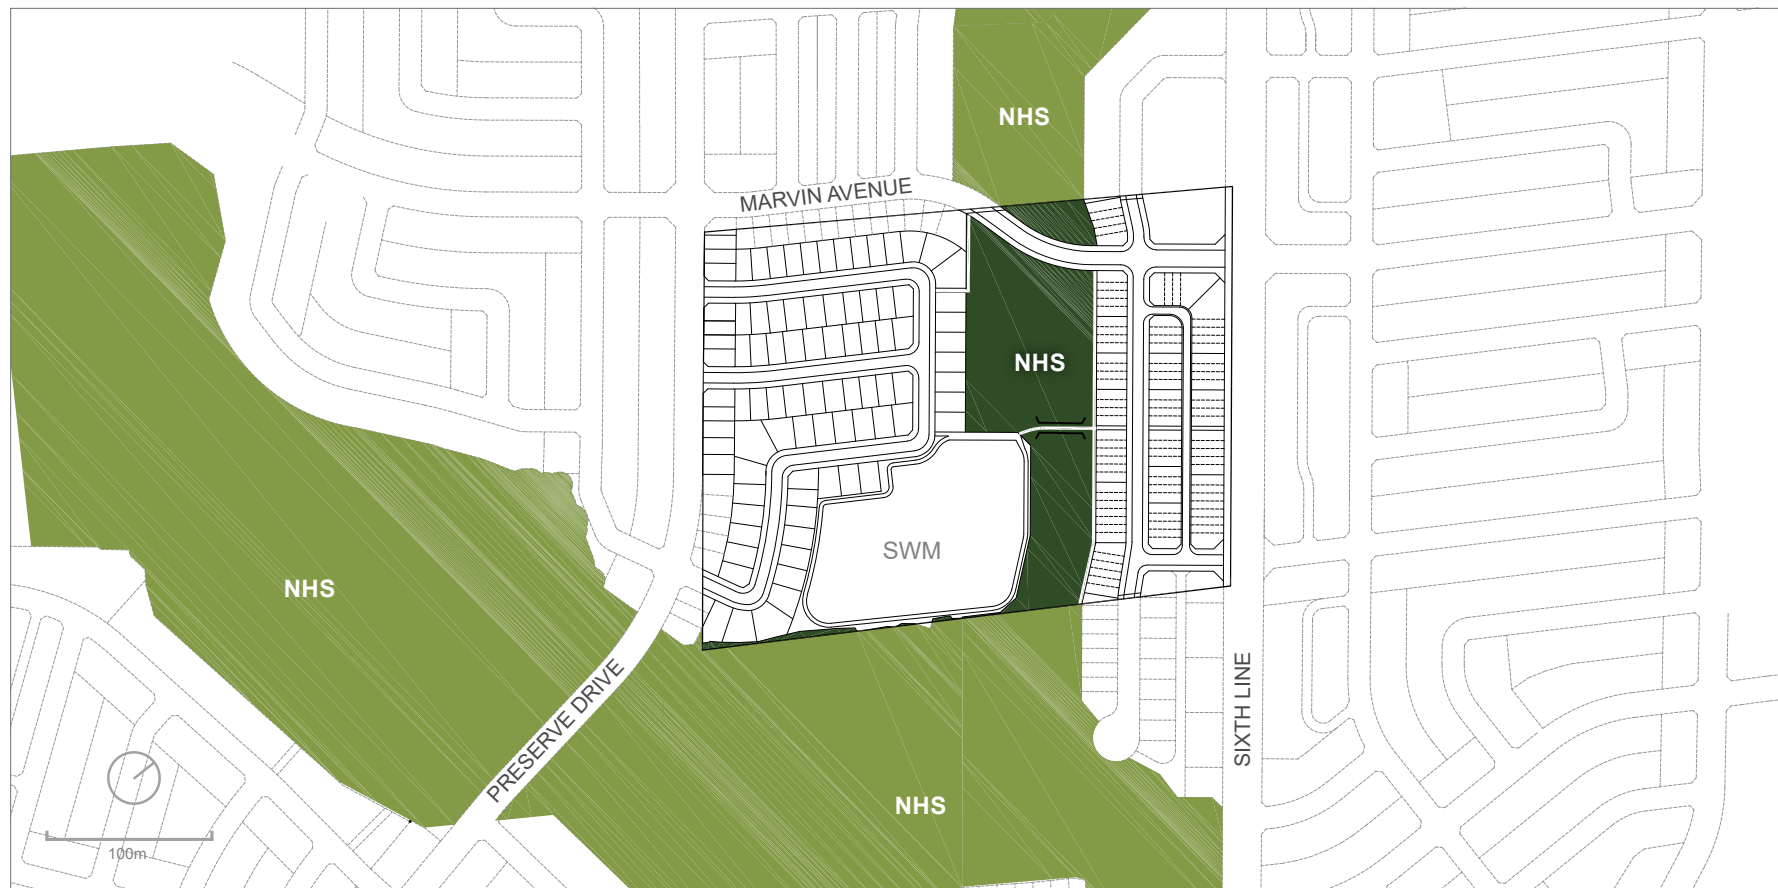 NHS
MARVIN AVENUE
NHS
SWM
NHS
PRESERVE DRIVE
SIXTH LINE
NHS
100m